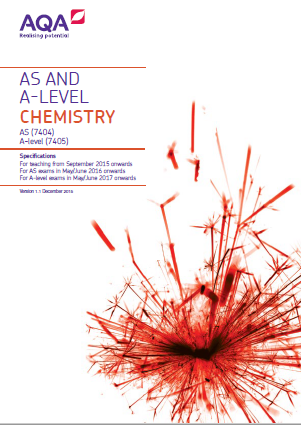 AQA
Realising potential
AS AND
A-LEVEL
CHEMISTRY
AS (7404)
A-level (7405)
Specifications
For teaching from September 2015 onwards
For AS exams in May/June 2016 onwards
For A-level exams in May/June 2017 onwards
Version 1.1 December 2015